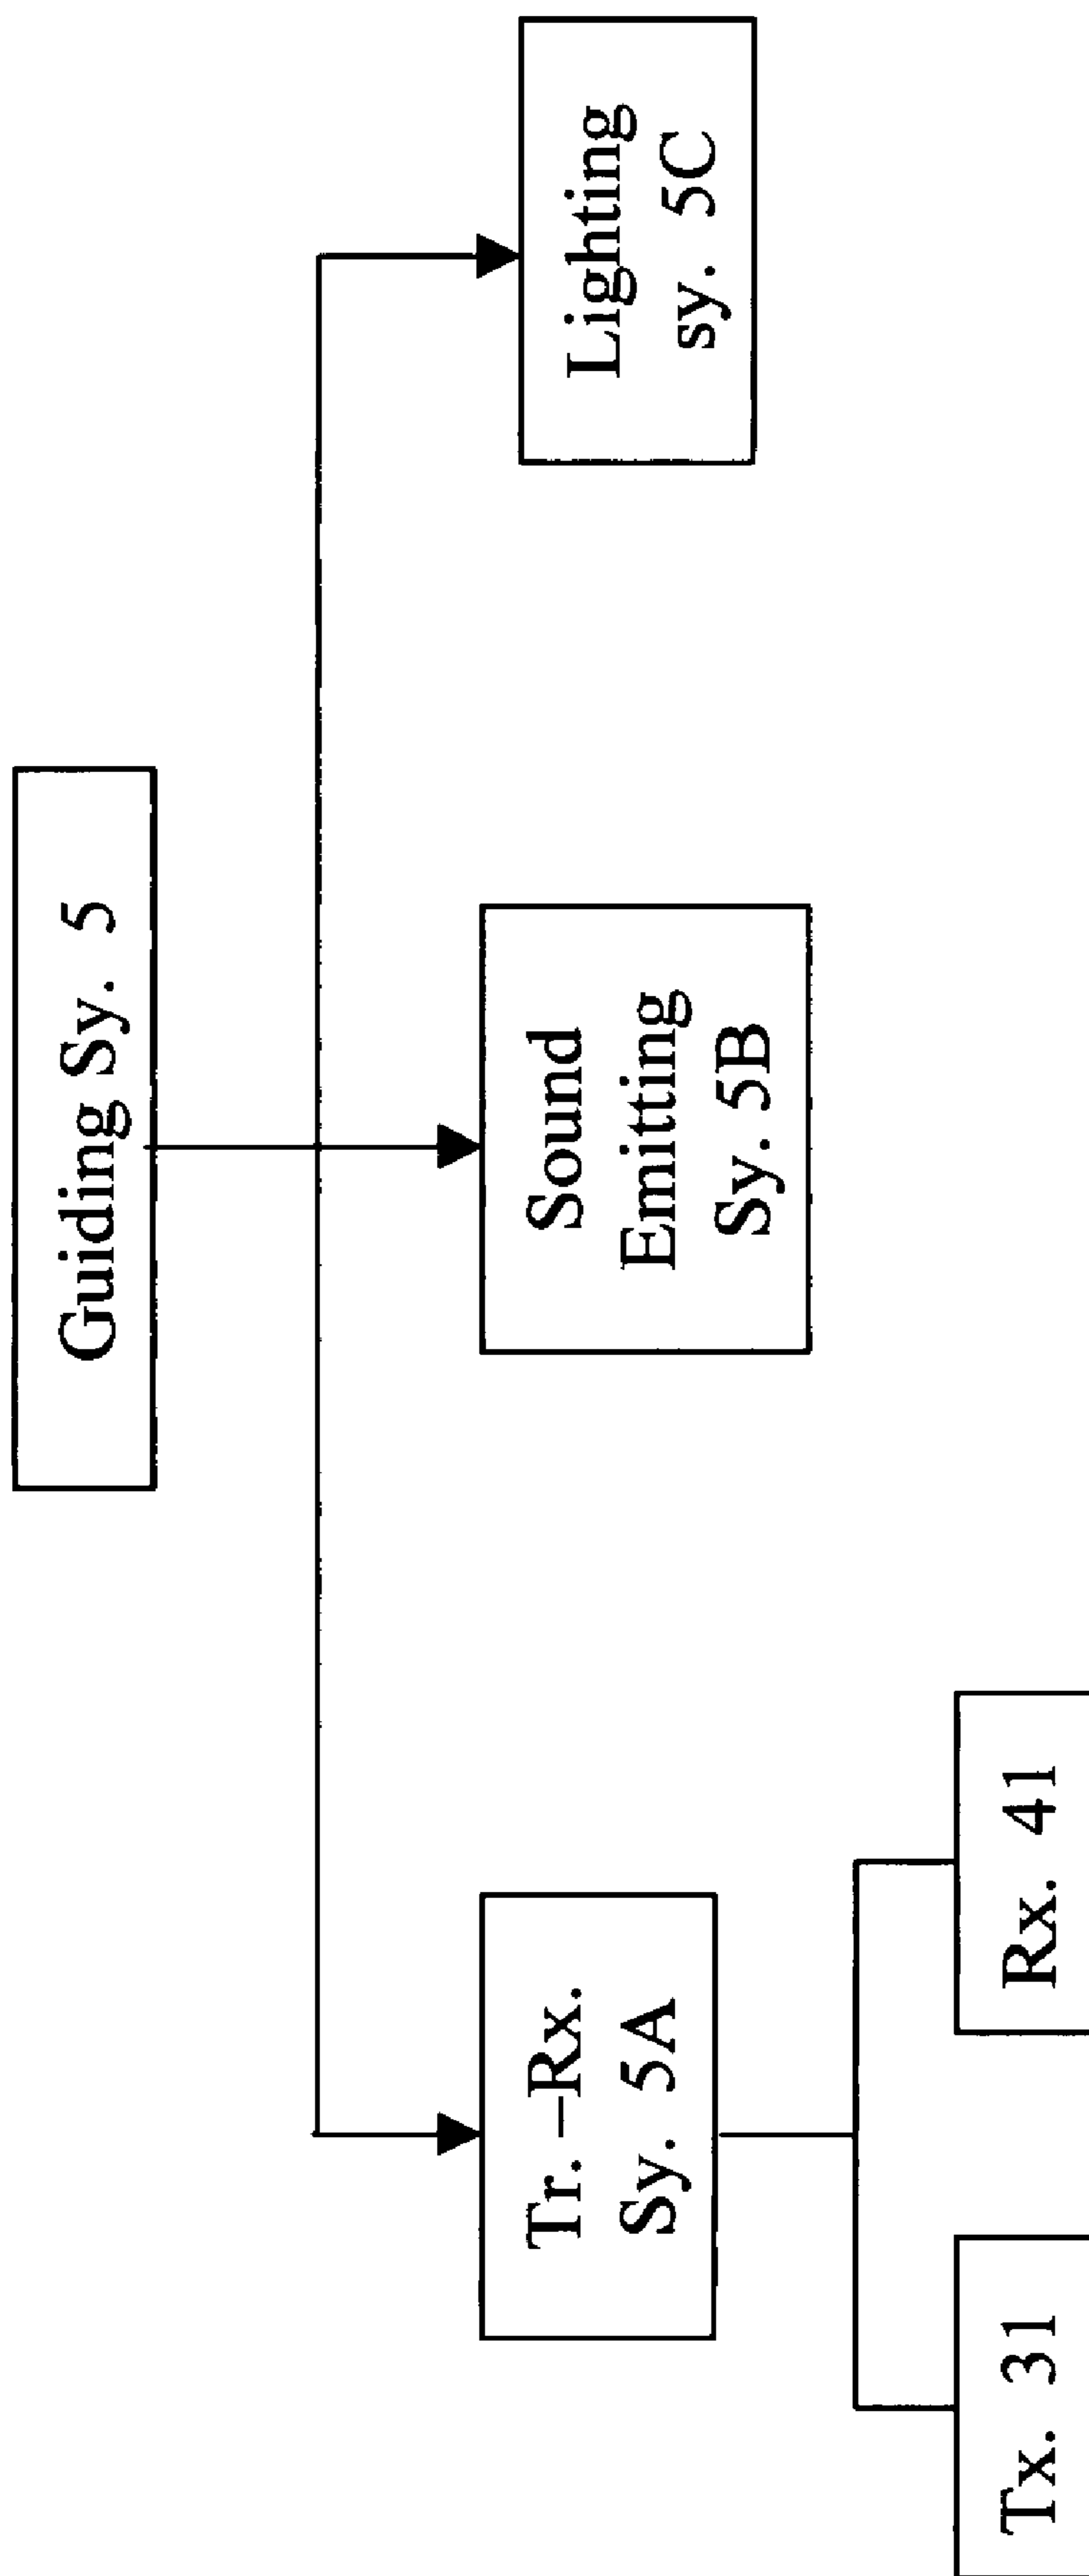 Guiding Sy. 5
Tr. –Rx.
Sy. 5A
Sound
Emitting
Sy. 5B
Lighting
sy. 5C
Tx. 31
Rx. 41